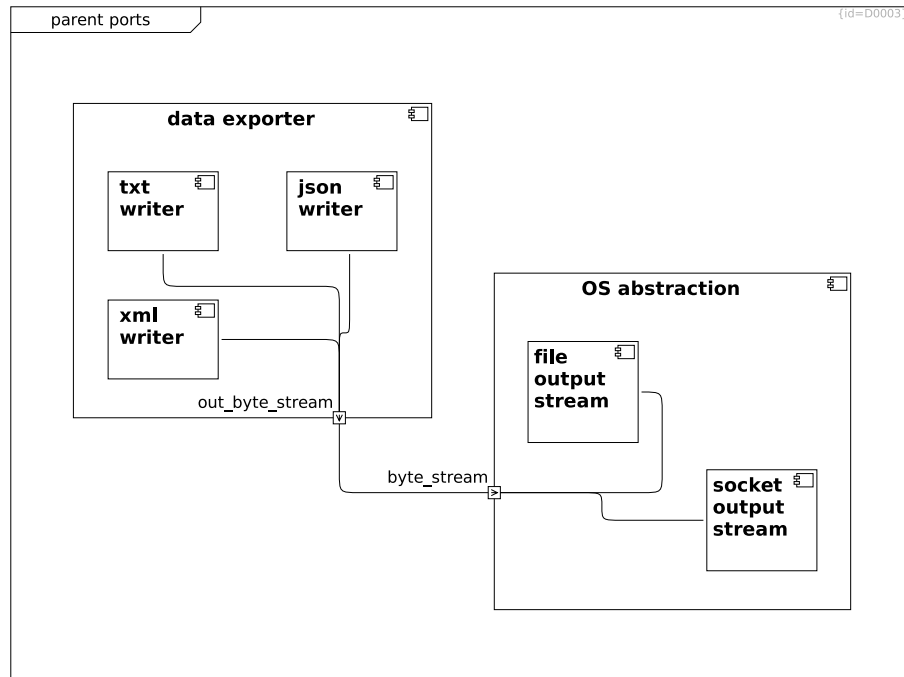 parent ports
{id=D0003}
data exporter
txt
writer
json
writer
xml
writer
out_byte_stream
OS abstraction
file
output
stream
byte_stream
socket
output
stream